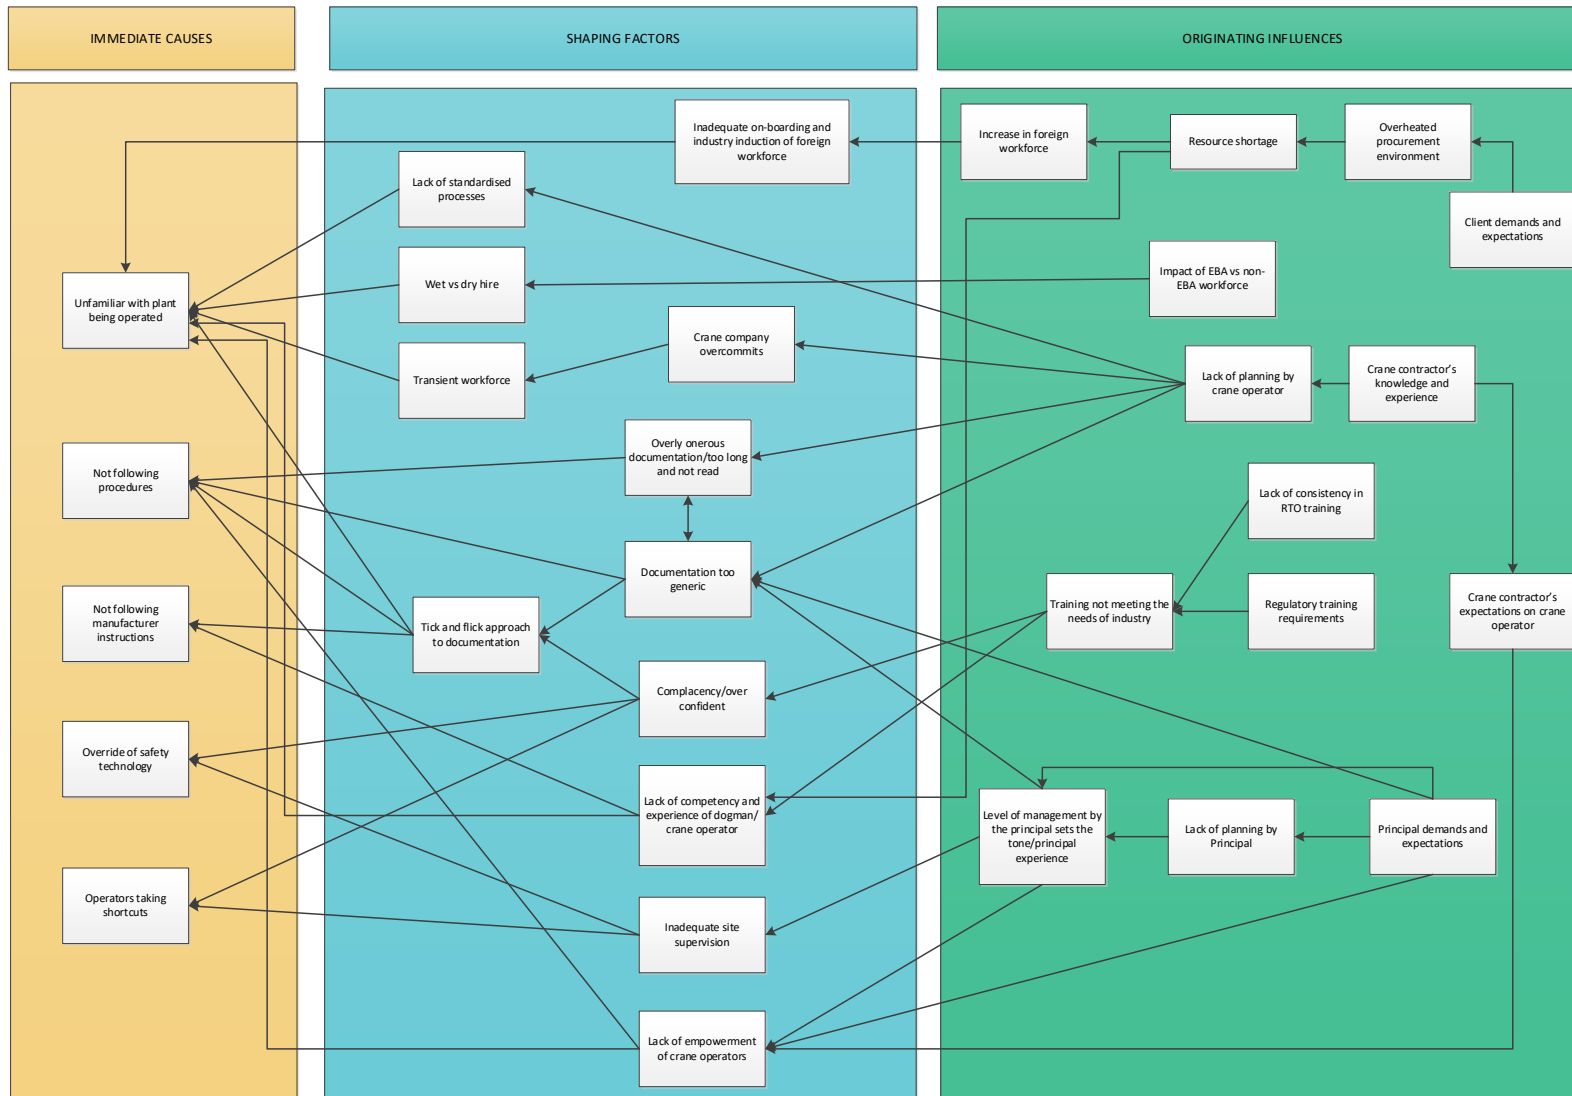 IMMEDIATE CAUSES
SHAPING FACTORS
ORIGINATING INFLUENCES
Unfamiliar with plant
being operated
Not following
procedures
Not following
manufacturer
instructions
Override of safety
technology
Operators taking
shortcuts
Inadequate on-boarding and
industry induction of foreign
workforce
Lack of standardised
processes
Wet vs dry hire
Crane company
overcommits
Transient workforce
Overly onerous
documentation/too long
and not read
Documentation too
generic
Tick and flick approach
to documentation
Complacency/over
confident
Lack of competency and
experience of dogman/
crane operator
Inadequate site
supervision
Lack of empowerment
of crane operators
Increase in foreign
workforce
Resource shortage
Overheated
procurement
environment
Client demands and
expectations
Impact of EBA vs non-
EBA workforce
Lack of planning by
crane operator
Crane contractor's
knowledge and
experience
Lack of consistency in
RTO training
Training not meeting the
needs of industry
Regulatory training
requirements
Crane contractor's
expectations on crane
operator
Level of management by
the principal sets the
tone/principal
experience
Lack of planning by
Principal
Principal demands and
expectations